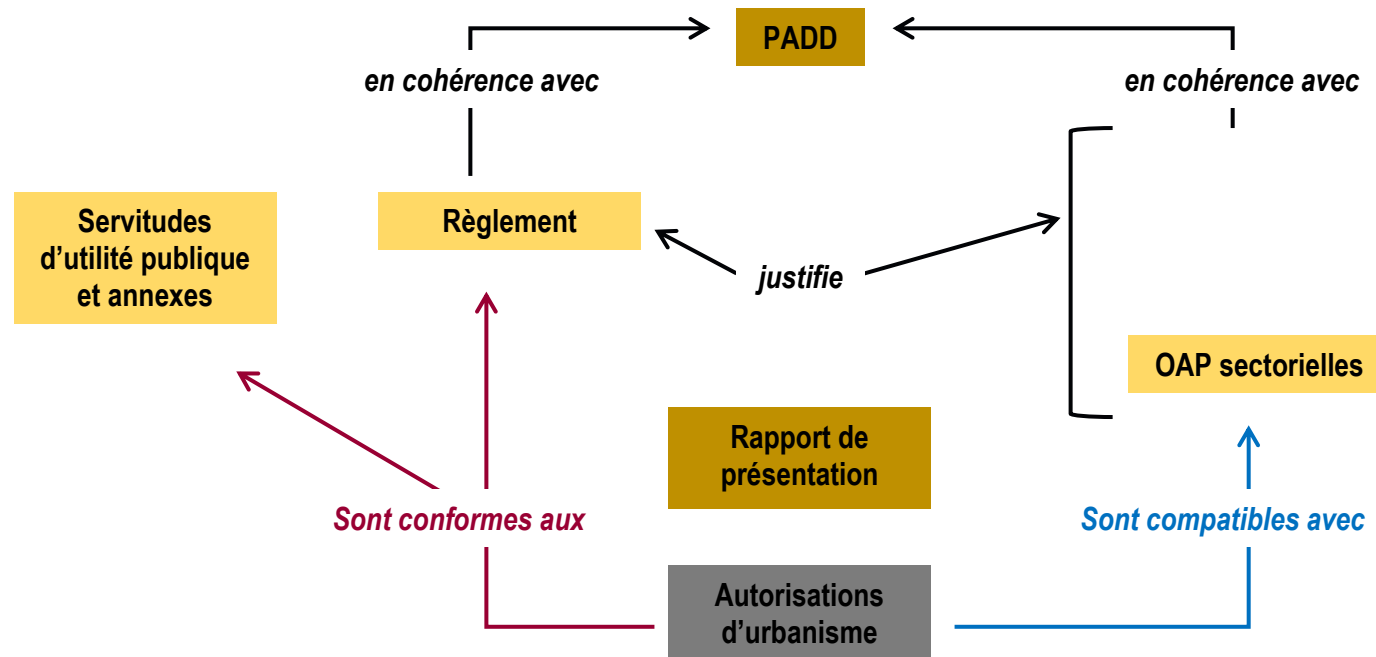 PADD
en cohérence avec
en cohérence avec
Servitudes
d’utilité publique
et annexes
Règlement
justifie
OAP sectorielles
Rapport de
présentation
Sont conformes aux
Sont compatibles avec
Autorisations
d’urbanisme